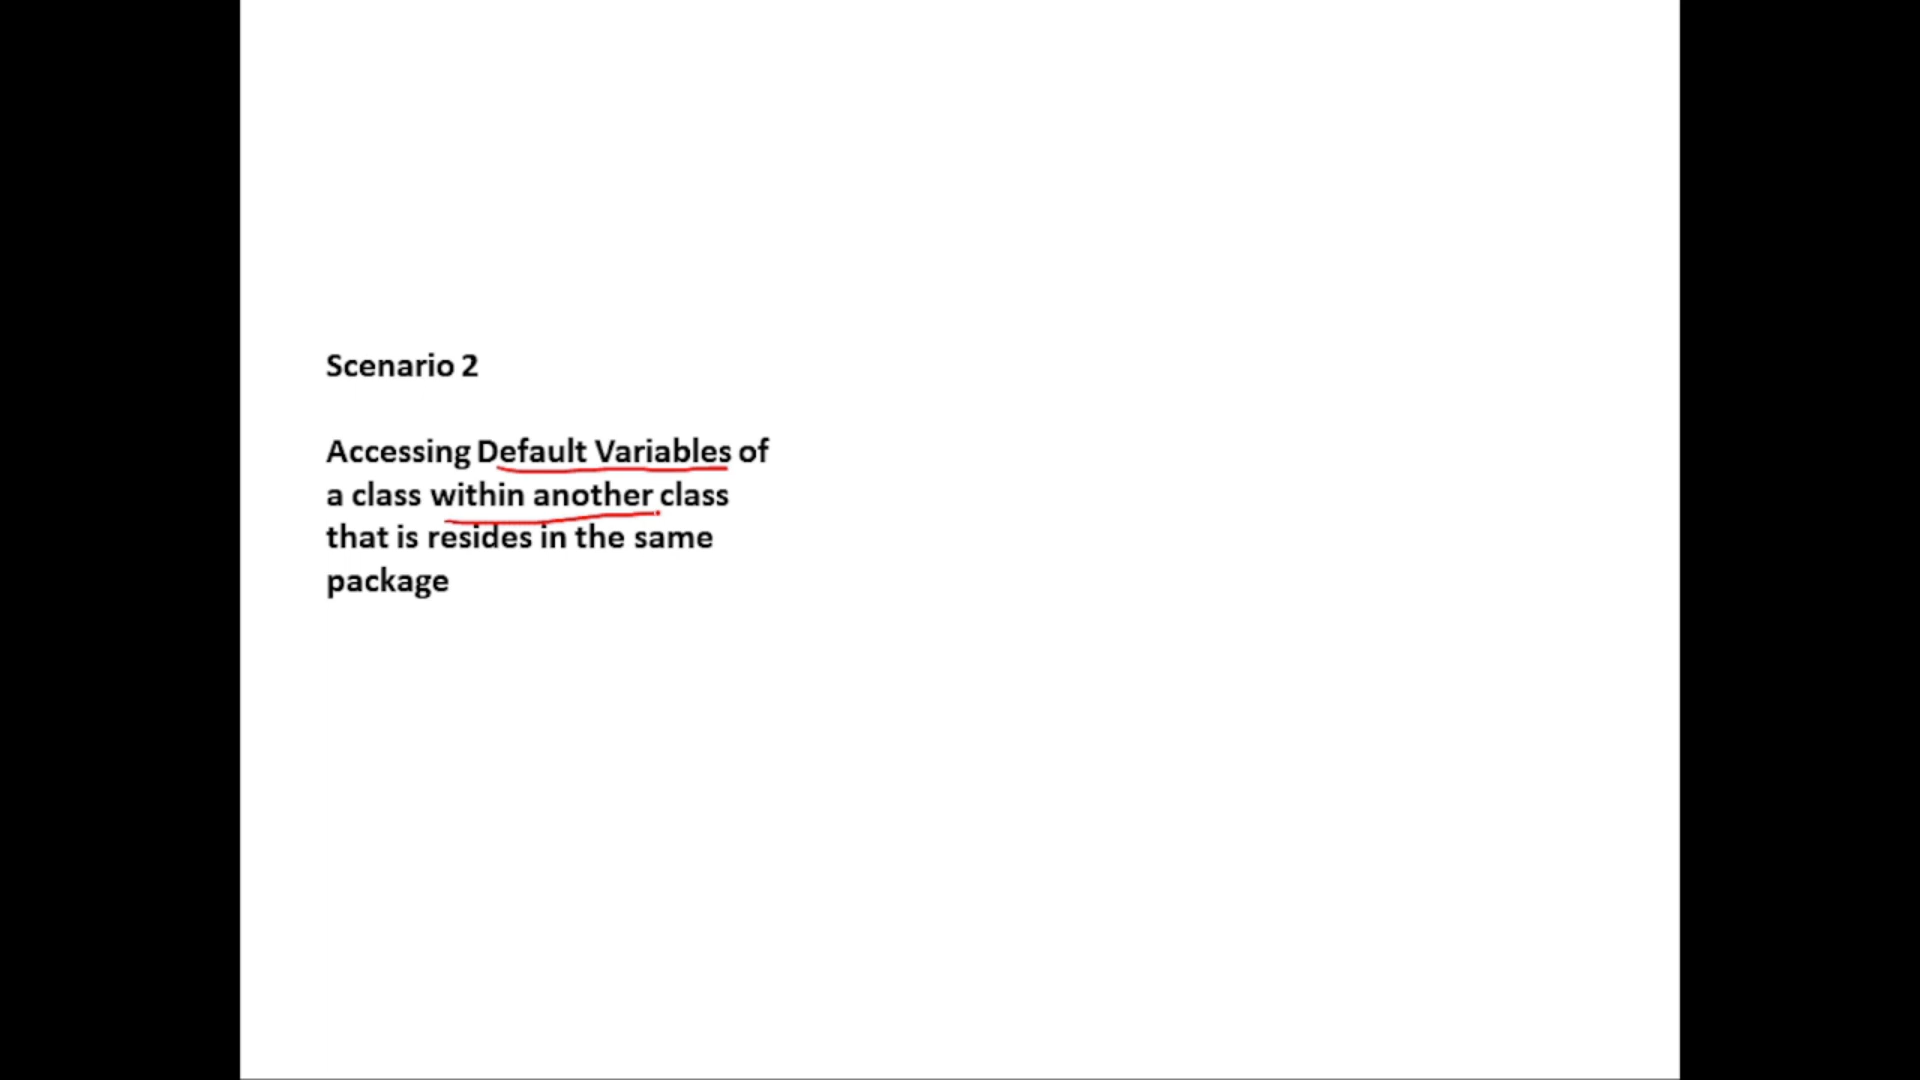 Scenario 2
Accessing Default Variables of
a class within another class
that is resides in the same
package